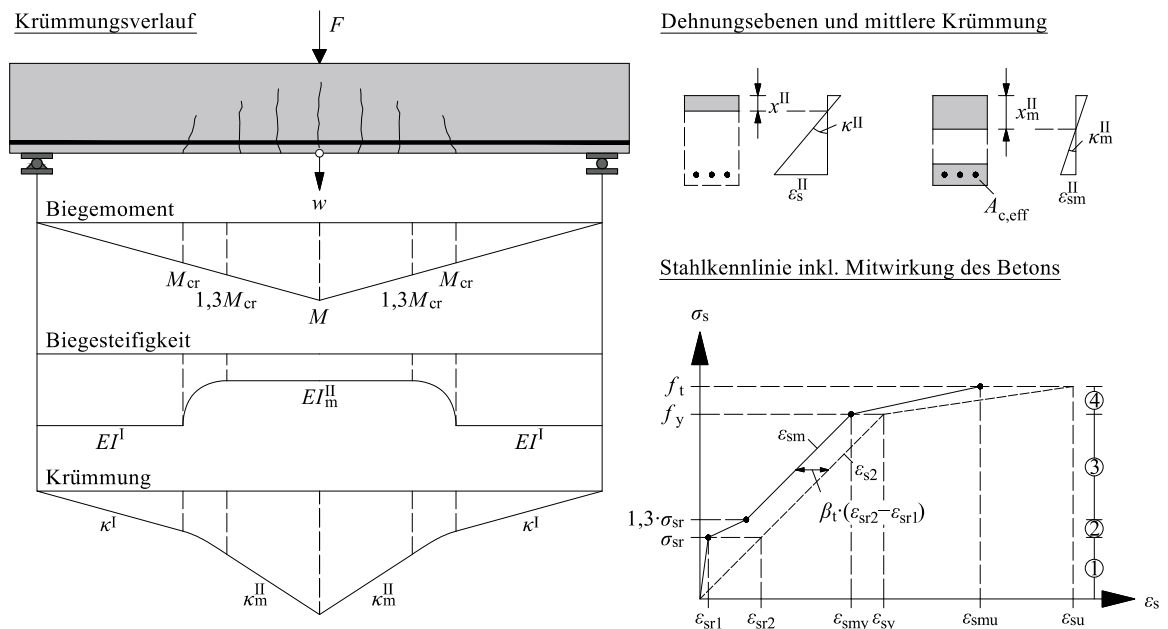 Krümmungsverlauf
F
w
Biegemoment
M_cr
1,3M_cr
M
1,3M_cr
M_cr
Biegesteifigkeit
EI^I
EI_m^II
EI^I
Krümmung
κ^I
κ_m^II
κ_m^II
κ^I
Dehnungsebenen und mittlere Krümmung
x^II
κ^II
ε_s^II
x_m^II
κ_m^II
ε_sm^II
A_c,eff
Stahlkennlinie inkl. Mitwirkung des Betons
σ_s
f_t
f_y
1,3·σ_sr
σ_sr
ε_sm
ε_s2
β_t·(ε_sr2−ε_sr1)
④
③
②
①
ε_sr1 ε_sr2 ε_smy ε_sy ε_smu ε_su ε_s